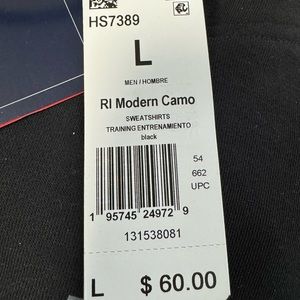 HS7389
L
MEN / HOMBRE
RI Modern Camo
SWEATSHIRTS
TRAINING ENTRENAMIENTO
black
54
662
UPC
1 95745 24972 9
131538081
L $ 60.00